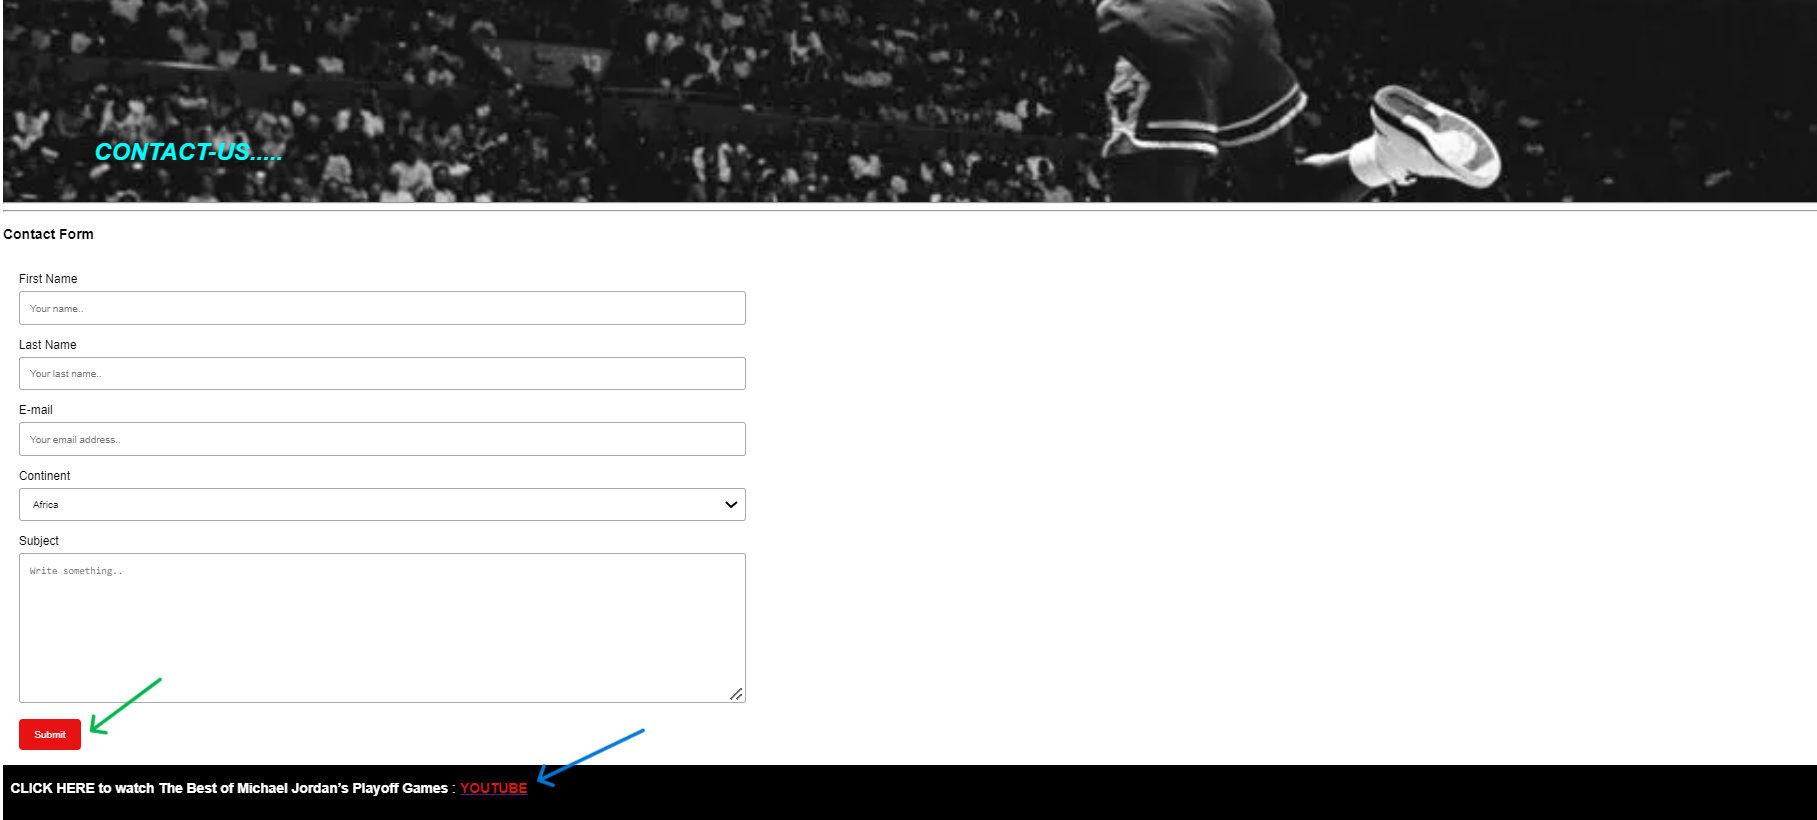 13
CONTACT-US.....
Contact Form
First Name
Your name..
Last Name
Your last name..
E-mail
Your email address..
Continent
Africa
Subject
Write something..
Submit
CLICK HERE to watch The Best of Michael Jordan’s Playoff Games : YOUTUBE